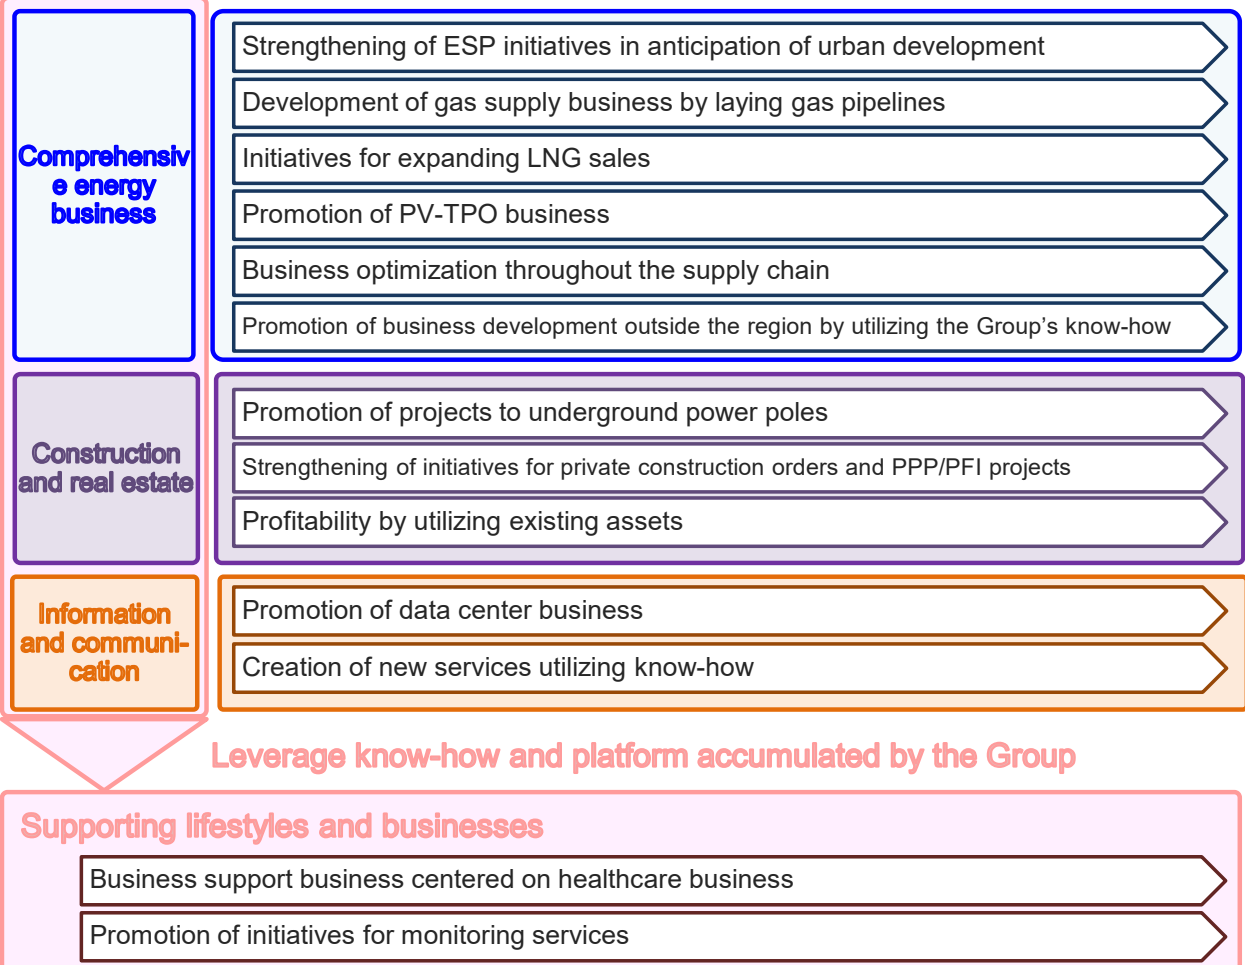 Comprehensiv
e energy
business
Strengthening of ESP initiatives in anticipation of urban development
Development of gas supply business by laying gas pipelines
Initiatives for expanding LNG sales
Promotion of PV-TPO business
Business optimization throughout the supply chain
Promotion of business development outside the region by utilizing the Group’s know-how
Construction
and real estate
Promotion of projects to underground power poles
Strengthening of initiatives for private construction orders and PPP/PFI projects
Profitability by utilizing existing assets
Information
and communi-
cation
Promotion of data center business
Creation of new services utilizing know-how
Leverage know-how and platform accumulated by the Group
Supporting lifestyles and businesses
Business support business centered on healthcare business
Promotion of initiatives for monitoring services